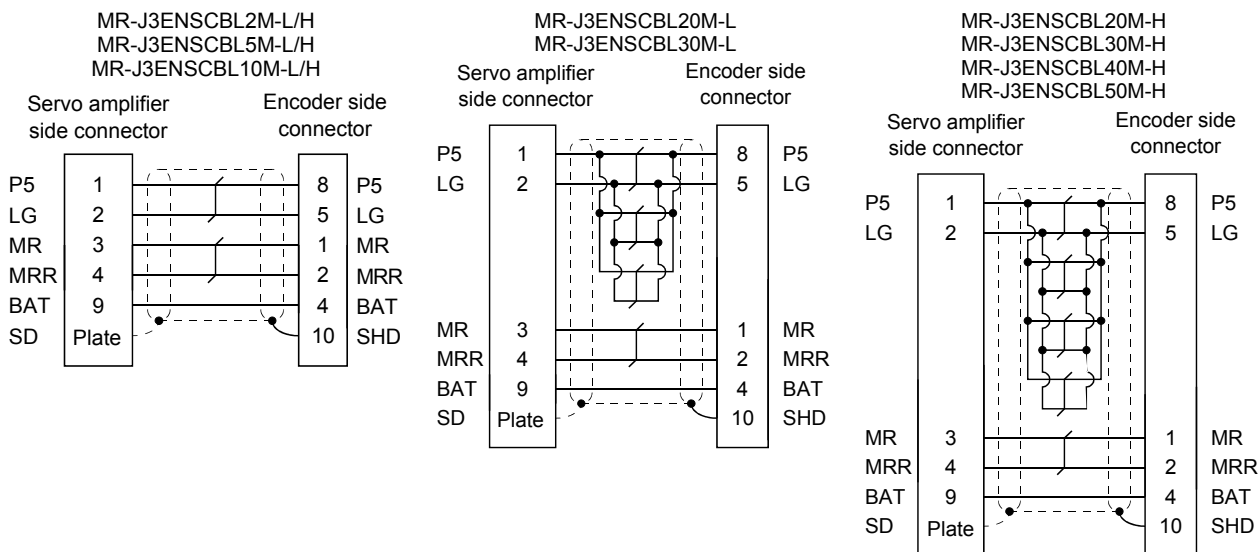 MR-J3ENSCBL2M-L/H
MR-J3ENSCBL5M-L/H
MR-J3ENSCBL10M-L/H
Servo amplifier
side connector
Encoder side
connector
P5 1 8 P5
LG 2 5 LG
MR 3 1 MR
MRR 4 2 MRR
BAT 9 4 BAT
SD Plate 10 SHD
MR-J3ENSCBL20M-L
MR-J3ENSCBL30M-L
Servo amplifier
side connector
Encoder side
connector
P5 1 8 P5
LG 2 5 LG
MR 3 1 MR
MRR 4 2 MRR
BAT 9 4 BAT
SD Plate 10 SHD
MR-J3ENSCBL20M-H
MR-J3ENSCBL30M-H
MR-J3ENSCBL40M-H
MR-J3ENSCBL50M-H
Servo amplifier
side connector
Encoder side
connector
P5 1 8 P5
LG 2 5 LG
MR 3 1 MR
MRR 4 2 MRR
BAT 9 4 BAT
SD Plate 10 SHD